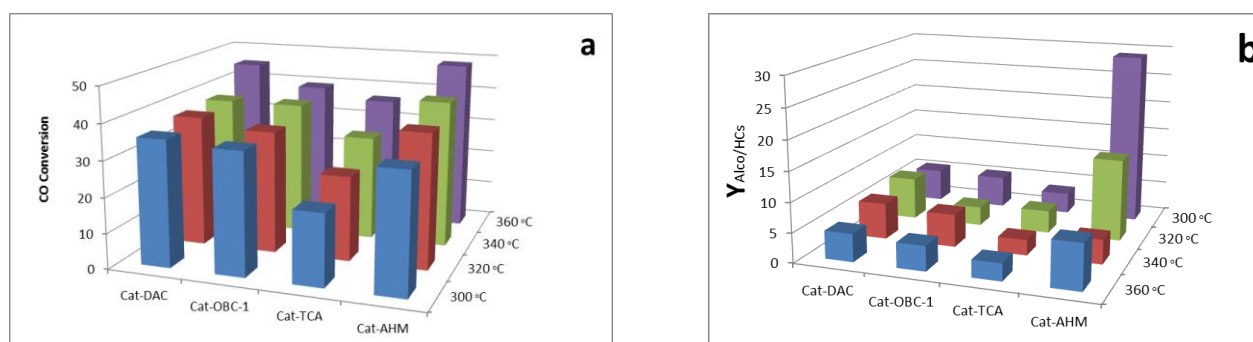 a
CO Conversion
50
40
30
20
10
0
Cat-DAC
Cat-OBC-1
Cat-TCA
Cat-AHM
360 °C
340 °C
320 °C
300 °C
b
Y Alco/HCs
30
25
20
15
10
5
0
Cat-DAC
Cat-OBC-1
Cat-TCA
Cat-AHM
300 °C
320 °C
340 °C
360 °C